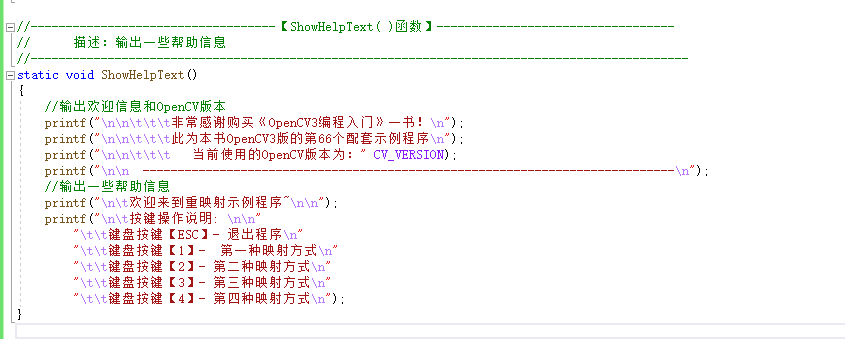 //-----------------------------------【ShowHelpText( )函数】----------------------------------
//      描述：输出一些帮助信息
//----------------------------------------------------------------------------------------------
static void ShowHelpText()
{
    //输出欢迎信息和OpenCV版本
    printf("\n\n\t\t\t非常感谢购买《OpenCV3编程入门》一书！\n");
    printf("\n\n\t\t\t此为本书OpenCV3版的第66个配套示例程序\n");
    printf("\n\n\t\t\t   当前使用的OpenCV版本为：" CV_VERSION);
    printf("\n\n  ----------------------------------------------------------------------------\n");
    //输出一些帮助信息
    printf("\n\t欢迎来到重映射示例程序~\n\n");
    printf("\n\t按键操作说明: \n\n"
        "\t\t键盘按键【ESC】- 退出程序\n"
        "\t\t键盘按键【1】-  第一种映射方式\n"
        "\t\t键盘按键【2】- 第二种映射方式\n"
        "\t\t键盘按键【3】- 第三种映射方式\n"
        "\t\t键盘按键【4】- 第四种映射方式\n");
}